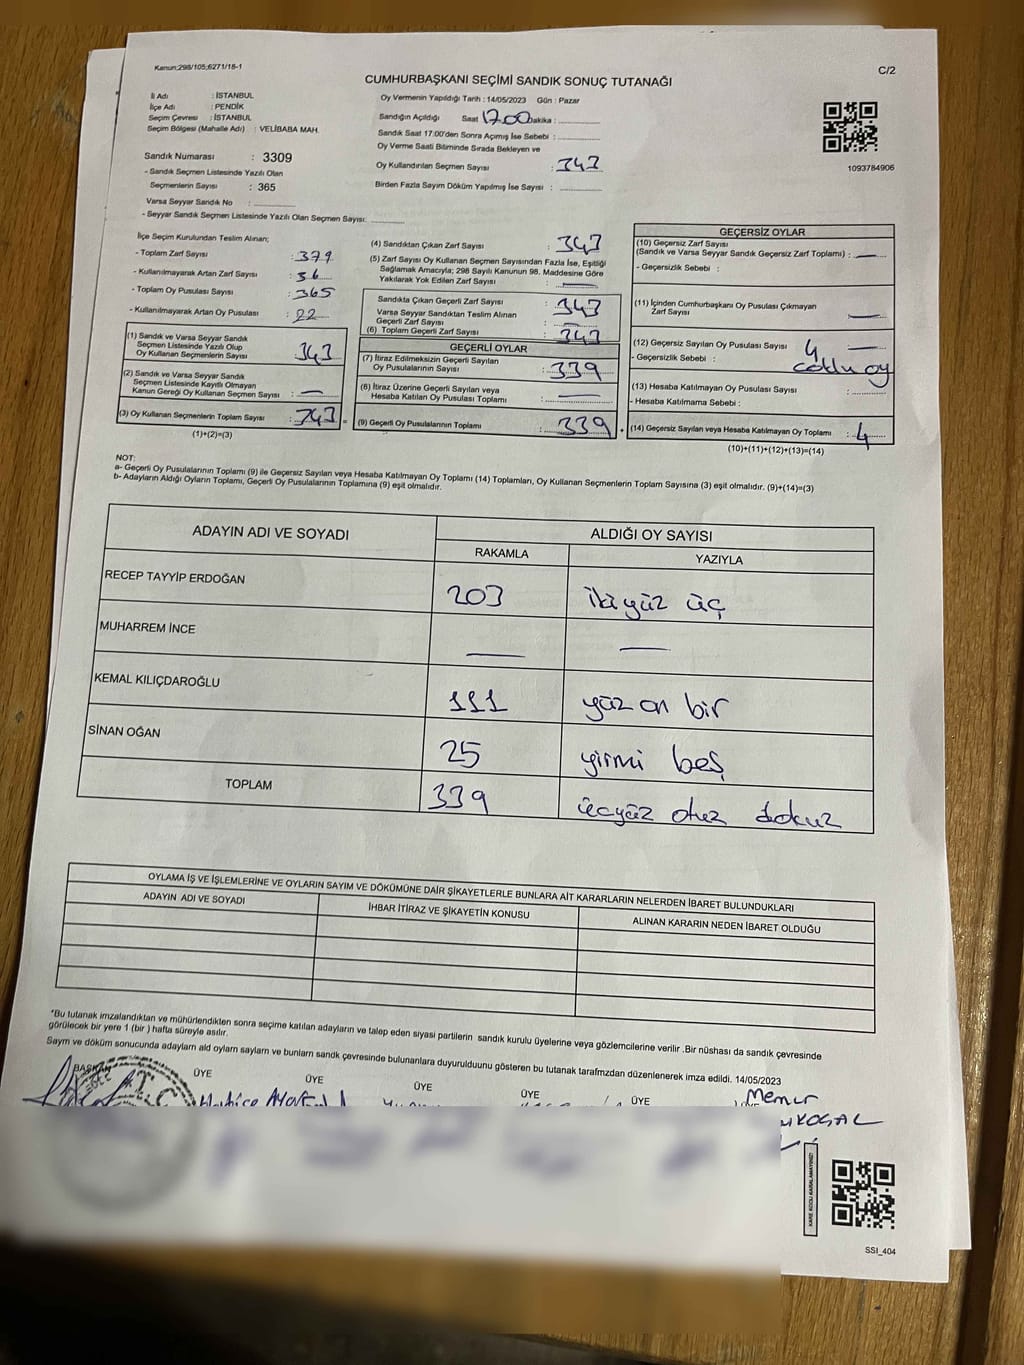 Kanun:298/105;6271/18-1
C/2
CUMHURBAŞKANI SEÇİMİ SANDIK SONUÇ TUTANAĞI
İl Adı : İSTANBUL
İlçe Adı : PENDİK
Seçim Çevresi : İSTANBUL
Seçim Bölgesi (Mahalle Adı) : VELİBABA MAH.
Sandık Numarası : 3309
- Sandık Seçmen Listesinde Yazılı Olan
Seçmenlerin Sayısı : 365
Varsa Seyyar Sandık No :
- Seyyar Sandık Seçmen Listesinde Yazılı Olan Seçmen Sayısı:
Oy Vermenin Yapıldığı Tarih : 14/05/2023 Gün : Pazar
Sandığın Açıldığı Saat 17.00 Dakika :
Sandık Saat 17:00'den Sonra Açımış İse Sebebi :
Oy Verme Saati Bitiminde Sırada Bekleyen ve
Oy Kullandırılan Seçmen Sayısı : 343
Birden Fazla Sayım Döküm Yapılmış İse Sayısı :
1093784906
İlçe Seçim Kurulundan Teslim Alınan;
- Toplam Zarf Sayısı : 379
- Kullanılmayarak Artan Zarf Sayısı : 36
- Toplam Oy Pusulası Sayısı : 365
- Kullanılmayarak Artan Oy Pusulası : 22
(1) Sandık ve Varsa Seyyar Sandık
Seçmen Listesinde Yazılı Olup
Oy Kullanan Seçmenlerin Sayısı : 343
(2) Sandık ve Varsa Seyyar Sandık
Seçmen Listesinde Kayıtlı Olmayan
Kanun Gereği Oy Kullanan Seçmen Sayısı : —
(3) Oy Kullanan Seçmenlerin Toplam Sayısı : 343
(1)+(2)=(3)
(4) Sandıktan Çıkan Zarf Sayısı : 343
(5) Zarf Sayısı Oy Kullanan Seçmen Sayısından Fazla İse, Eşitliği
Sağlamak Amacıyla; 298 Sayılı Kanunun 98. Maddesine Göre
Yakılarak Yok Edilen Zarf Sayısı : —
Sandıkta Çıkan Geçerli Zarf Sayısı : 343
Varsa Seyyar Sandıktan Teslim Alınan
Geçerli Zarf Sayısı : —
(6) Toplam Geçerli Zarf Sayısı : 343
GEÇERLİ OYLAR
(7) İtiraz Edilmeksizin Geçerli Sayılan
Oy Pusulalarının Sayısı : 339
(8) İtiraz Üzerine Geçerli Sayılan veya
Hesaba Katılan Oy Pusulası Toplamı : —
(9) Geçerli Oy Pusulalarının Toplamı : 339
GEÇERSİZ OYLAR
(10) Geçersiz Zarf Sayısı
(Sandık ve Varsa Seyyar Sandık Geçersiz Zarf Toplamı) : —
- Geçersizlik Sebebi :
(11) İçinden Cumhurbaşkanı Oy Pusulası Çıkmayan
Zarf Sayısı —
(12) Geçersiz Sayılan Oy Pusulası Sayısı : 4 —
- Geçersizlik Sebebi : çoklu oy
(13) Hesaba Katılmayan Oy Pusulası Sayısı :
- Hesaba Katılmama Sebebi :
(14) Geçersiz Sayılan veya Hesaba Katılmayan Oy Toplamı : 4
(10)+(11)+(12)+(13)=(14)
NOT:
a- Geçerli Oy Pusulalarının Toplamı (9) ile Geçersiz Sayılan veya Hesaba Katılmayan Oy Toplamı (14) Toplamları, Oy Kullanan Seçmenlerin Toplam Sayısına (3) eşit olmalıdır. (9)+(14)=(3)
b- Adayların Aldığı Oyların Toplamı, Geçerli Oy Pusulalarının Toplamına (9) eşit olmalıdır.
ADAYIN ADI VE SOYADI
ALDIĞI OY SAYISI
RAKAMLA YAZIYLA
RECEP TAYYİP ERDOĞAN 203 ikiyüz üç
MUHARREM İNCE — —
KEMAL KILIÇDAROĞLU 111 yüz on bir
SİNAN OĞAN 25 yirmi beş
TOPLAM 339 üçyüz otuz dokuz
OYLAMA İŞ VE İŞLEMLERİNE VE OYLARIN SAYIM VE DÖKÜMÜNE DAİR ŞİKAYETLERLE BUNLARA AİT KARARLARIN NELERDEN İBARET BULUNDUKLARI
ADAYIN ADI VE SOYADI İHBAR İTİRAZ VE ŞİKAYETİN KONUSU ALINAN KARARIN NEDEN İBARET OLDUĞU
*Bu tutanak imzalandıktan ve mühürlendikten sonra seçime katılan adayların ve talep eden siyasi partilerin sandık kurulu üyelerine veya gözlemcilerine verilir .Bir nüshası da sandık çevresinde
görülecek bir yere 1 (bir ) hafta süreyle asılır.
Sayım ve döküm sonucunda adayların ald oyların sayların ve bunların sandk çevresinde bulunanlara duyurulduunu gösteren bu tutanak tarafmzdan düzenlenerek imza edildi. 14/05/2023
BAŞKAN ÜYE ÜYE ÜYE ÜYE ÜYE
T.C.
Memur
KARE KODU KARALAMAYINIZ!
SSI_404